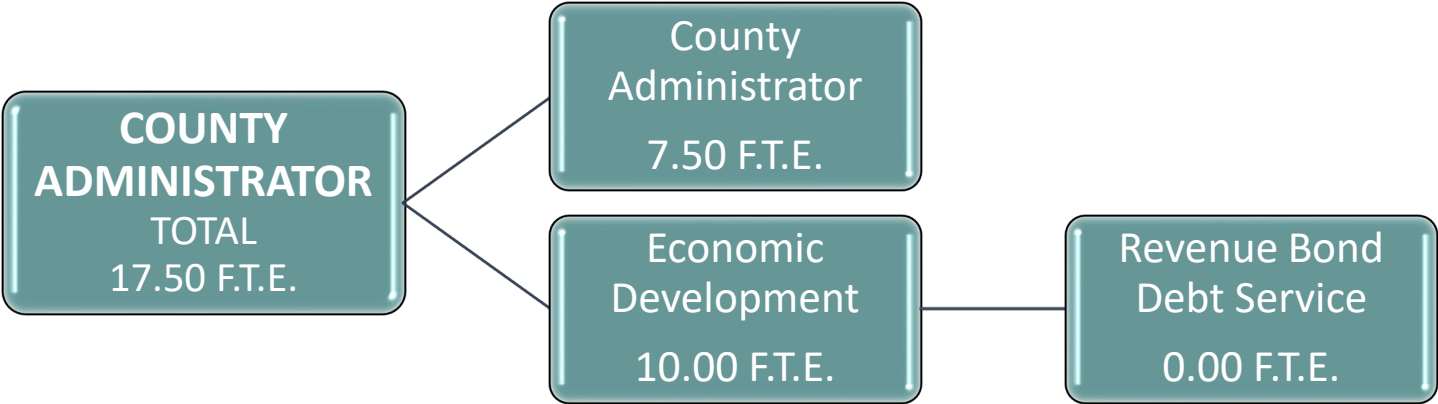 COUNTY
ADMINISTRATOR
TOTAL
17.50 F.T.E.
County
Administrator
7.50 F.T.E.
Economic
Development
10.00 F.T.E.
Revenue Bond
Debt Service
0.00 F.T.E.